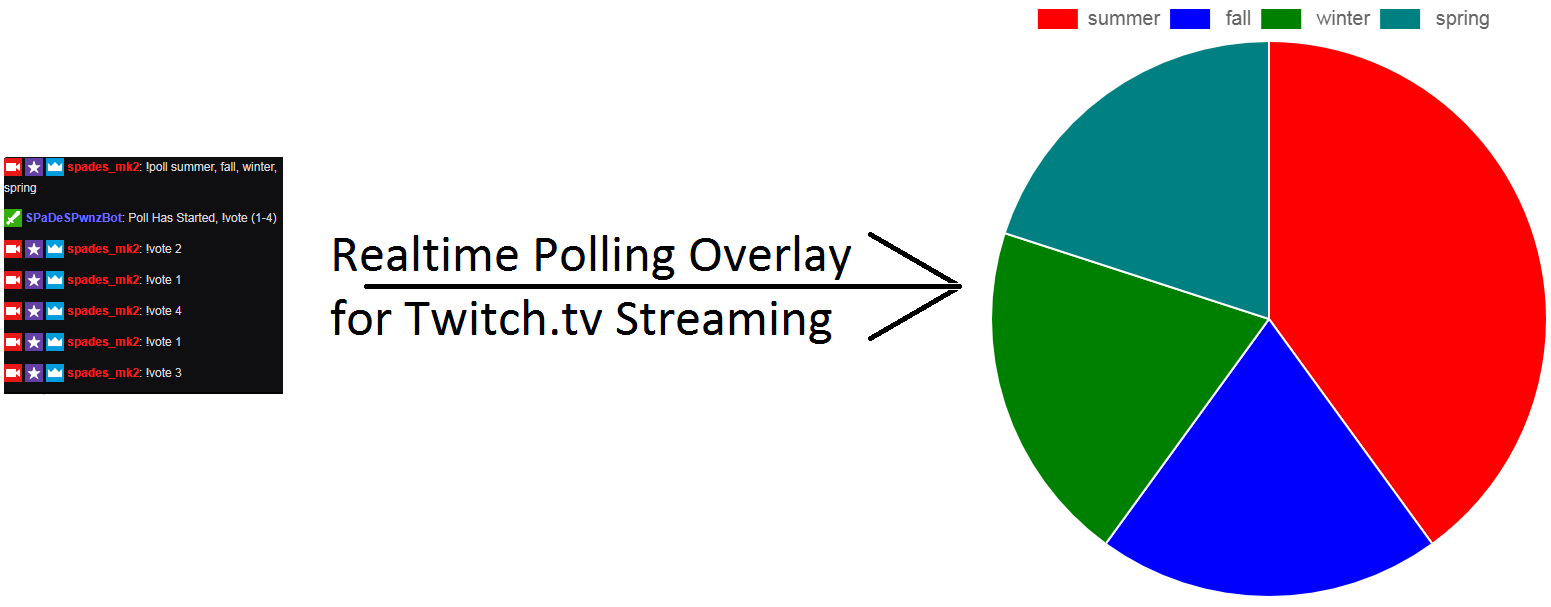 spades_mk2: !poll summer, fall, winter,
spring
SPaDeSPwnzBot: Poll Has Started, !vote (1-4)
spades_mk2: !vote 2
spades_mk2: !vote 1
spades_mk2: !vote 4
spades_mk2: !vote 1
spades_mk2: !vote 3
Realtime Polling Overlay
for Twitch.tv Streaming
summer fall winter spring